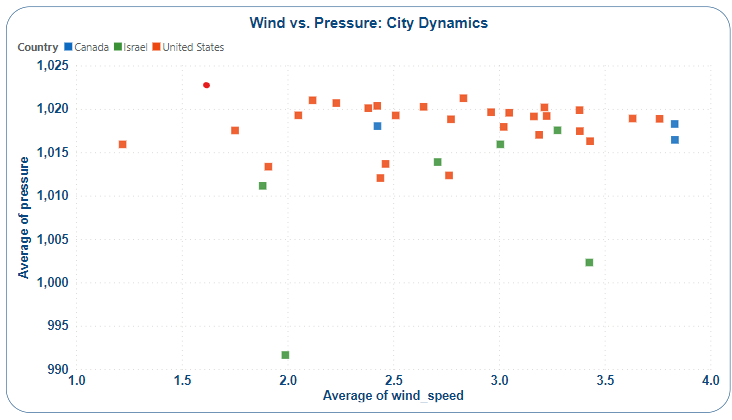 Wind vs. Pressure: City Dynamics
Country Canada Israel United States
1,025
1,020
1,015
1,010
1,005
1,000
995
990
Average of pressure
1.0 1.5 2.0 2.5 3.0 3.5 4.0
Average of wind_speed